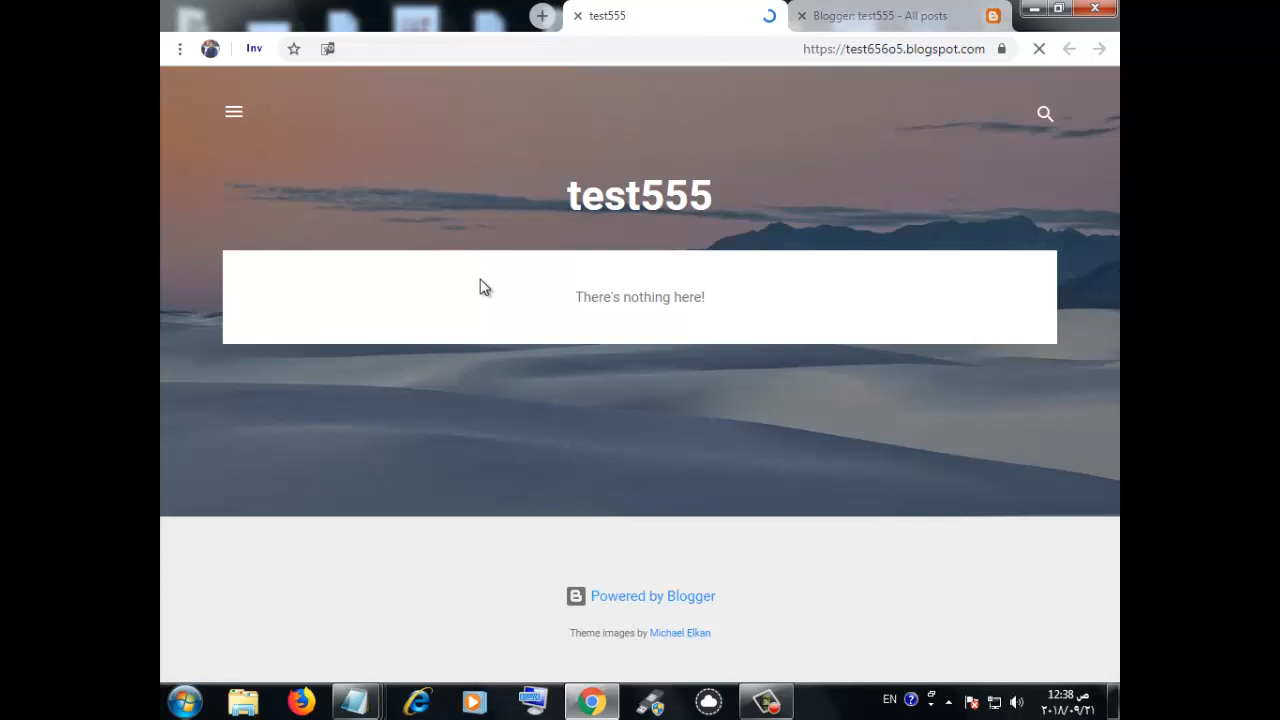 test555
Blogger: test555 - All posts
Inv
https://test656o5.blogspot.com
test555
There's nothing here!
Powered by Blogger
Theme images by Michael Elkan
EN
12:38 ص
٢٠١٨/٠٩/٢١